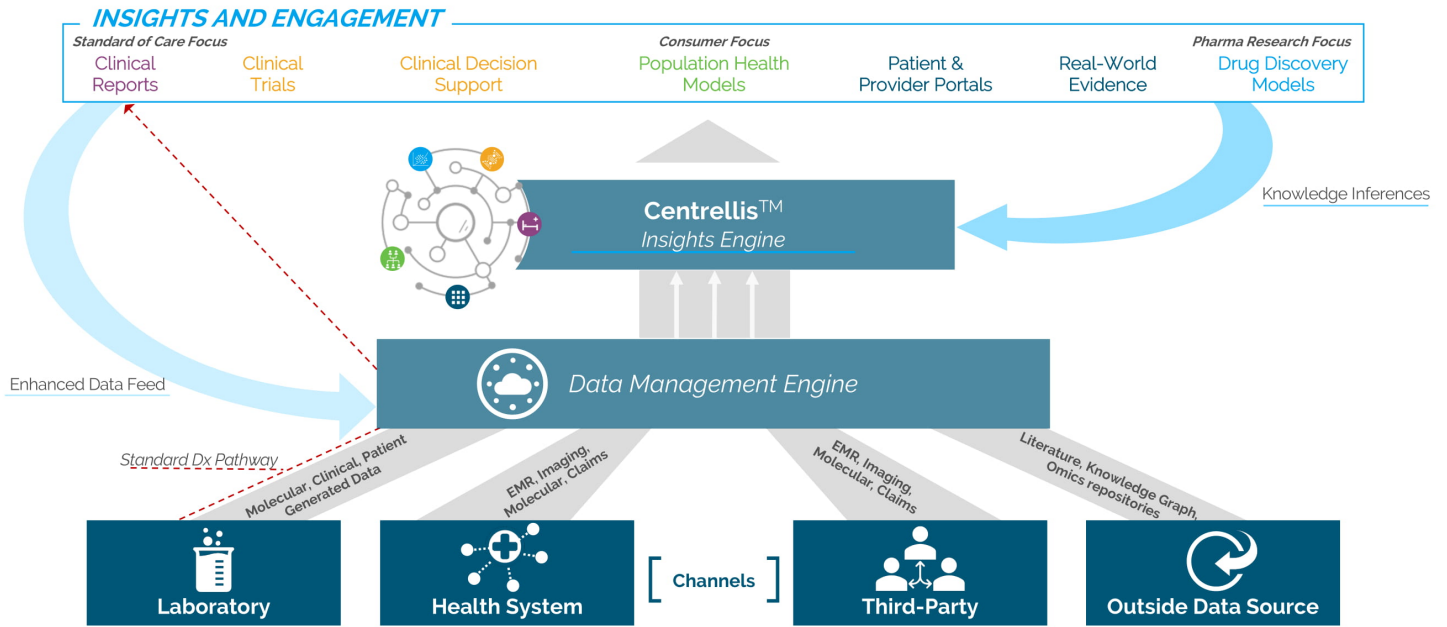 INSIGHTS AND ENGAGEMENT
Standard of Care Focus
Consumer Focus
Pharma Research Focus
Clinical
Reports
Clinical
Trials
Clinical Decision
Support
Population Health
Models
Patient &
Provider Portals
Real-World
Evidence
Drug Discovery
Models
Knowledge Inferences
Centrellis™
Insights Engine
Enhanced Data Feed
Data Management Engine
Standard Dx Pathway
Molecular, Clinical, Patient
Generated Data
EMR, Imaging,
Molecular, Claims
EMR, Imaging,
Molecular, Claims
Literature, Knowledge Graph,
Omics repositories
Laboratory
Health System
Channels
Third-Party
Outside Data Source